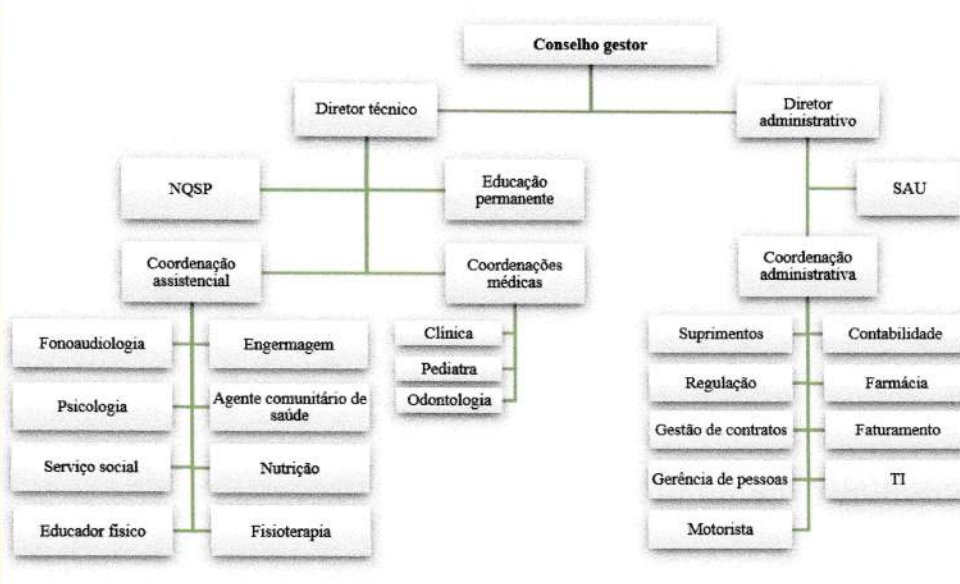 Conselho gestor
Diretor técnico
Diretor
administrativo
NQSP
Educação
permanente
SAU
Coordenação
assistencial
Coordenações
médicas
Coordenação
administrativa
Fonoaudiologia
Engermagem
Psicologia
Agente comunitário de
saúde
Serviço social
Nutrição
Educador físico
Fisioterapia
Clínica
Pediatra
Odontologia
Suprimentos
Contabilidade
Regulação
Farmácia
Gestão de contratos
Faturamento
Gerência de pessoas
TI
Motorista